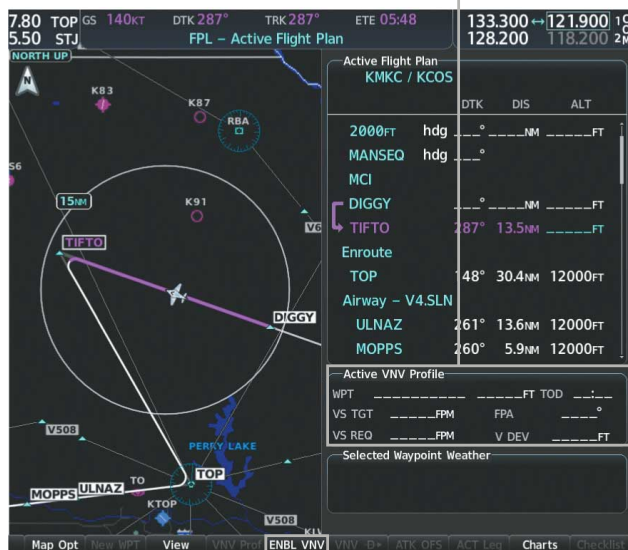 7.80 TOP GS 140KT DTK 287° TRK 287° ETE 05:48 133.300 ↔ 121.900
5.50 STJ FPL – Active Flight Plan 128.200 118.200
NORTH UP
N
K83
K87
RBA
S6
15NM
K91
V6
TIFTO
DIGGY
V508
PERRY LAKE
TO
TOP
MOPPS ULNAZ
KTOP
V508
Active Flight Plan
KMKC / KCOS
DTK DIS ALT
2000FT hdg ___° ____NM _____FT
MANSEQ hdg ___°
MCI
DIGGY ___° ____NM _____FT
TIFTO 287° 13.5NM _____FT
Enroute
TOP 148° 30.4NM 12000FT
Airway – V4.SLN
ULNAZ 261° 13.6NM 12000FT
MOPPS 260° 5.9NM 12000FT
Active VNV Profile
WPT __________ _____FT TOD __:__
VS TGT _____FPM FPA ____°
VS REQ _____FPM V DEV _____FT
Selected Waypoint Weather
Map Opt New WPT View VNV Prof ENBL VNV VNV -D+ ATK OFS ACT Leg Charts Checklist